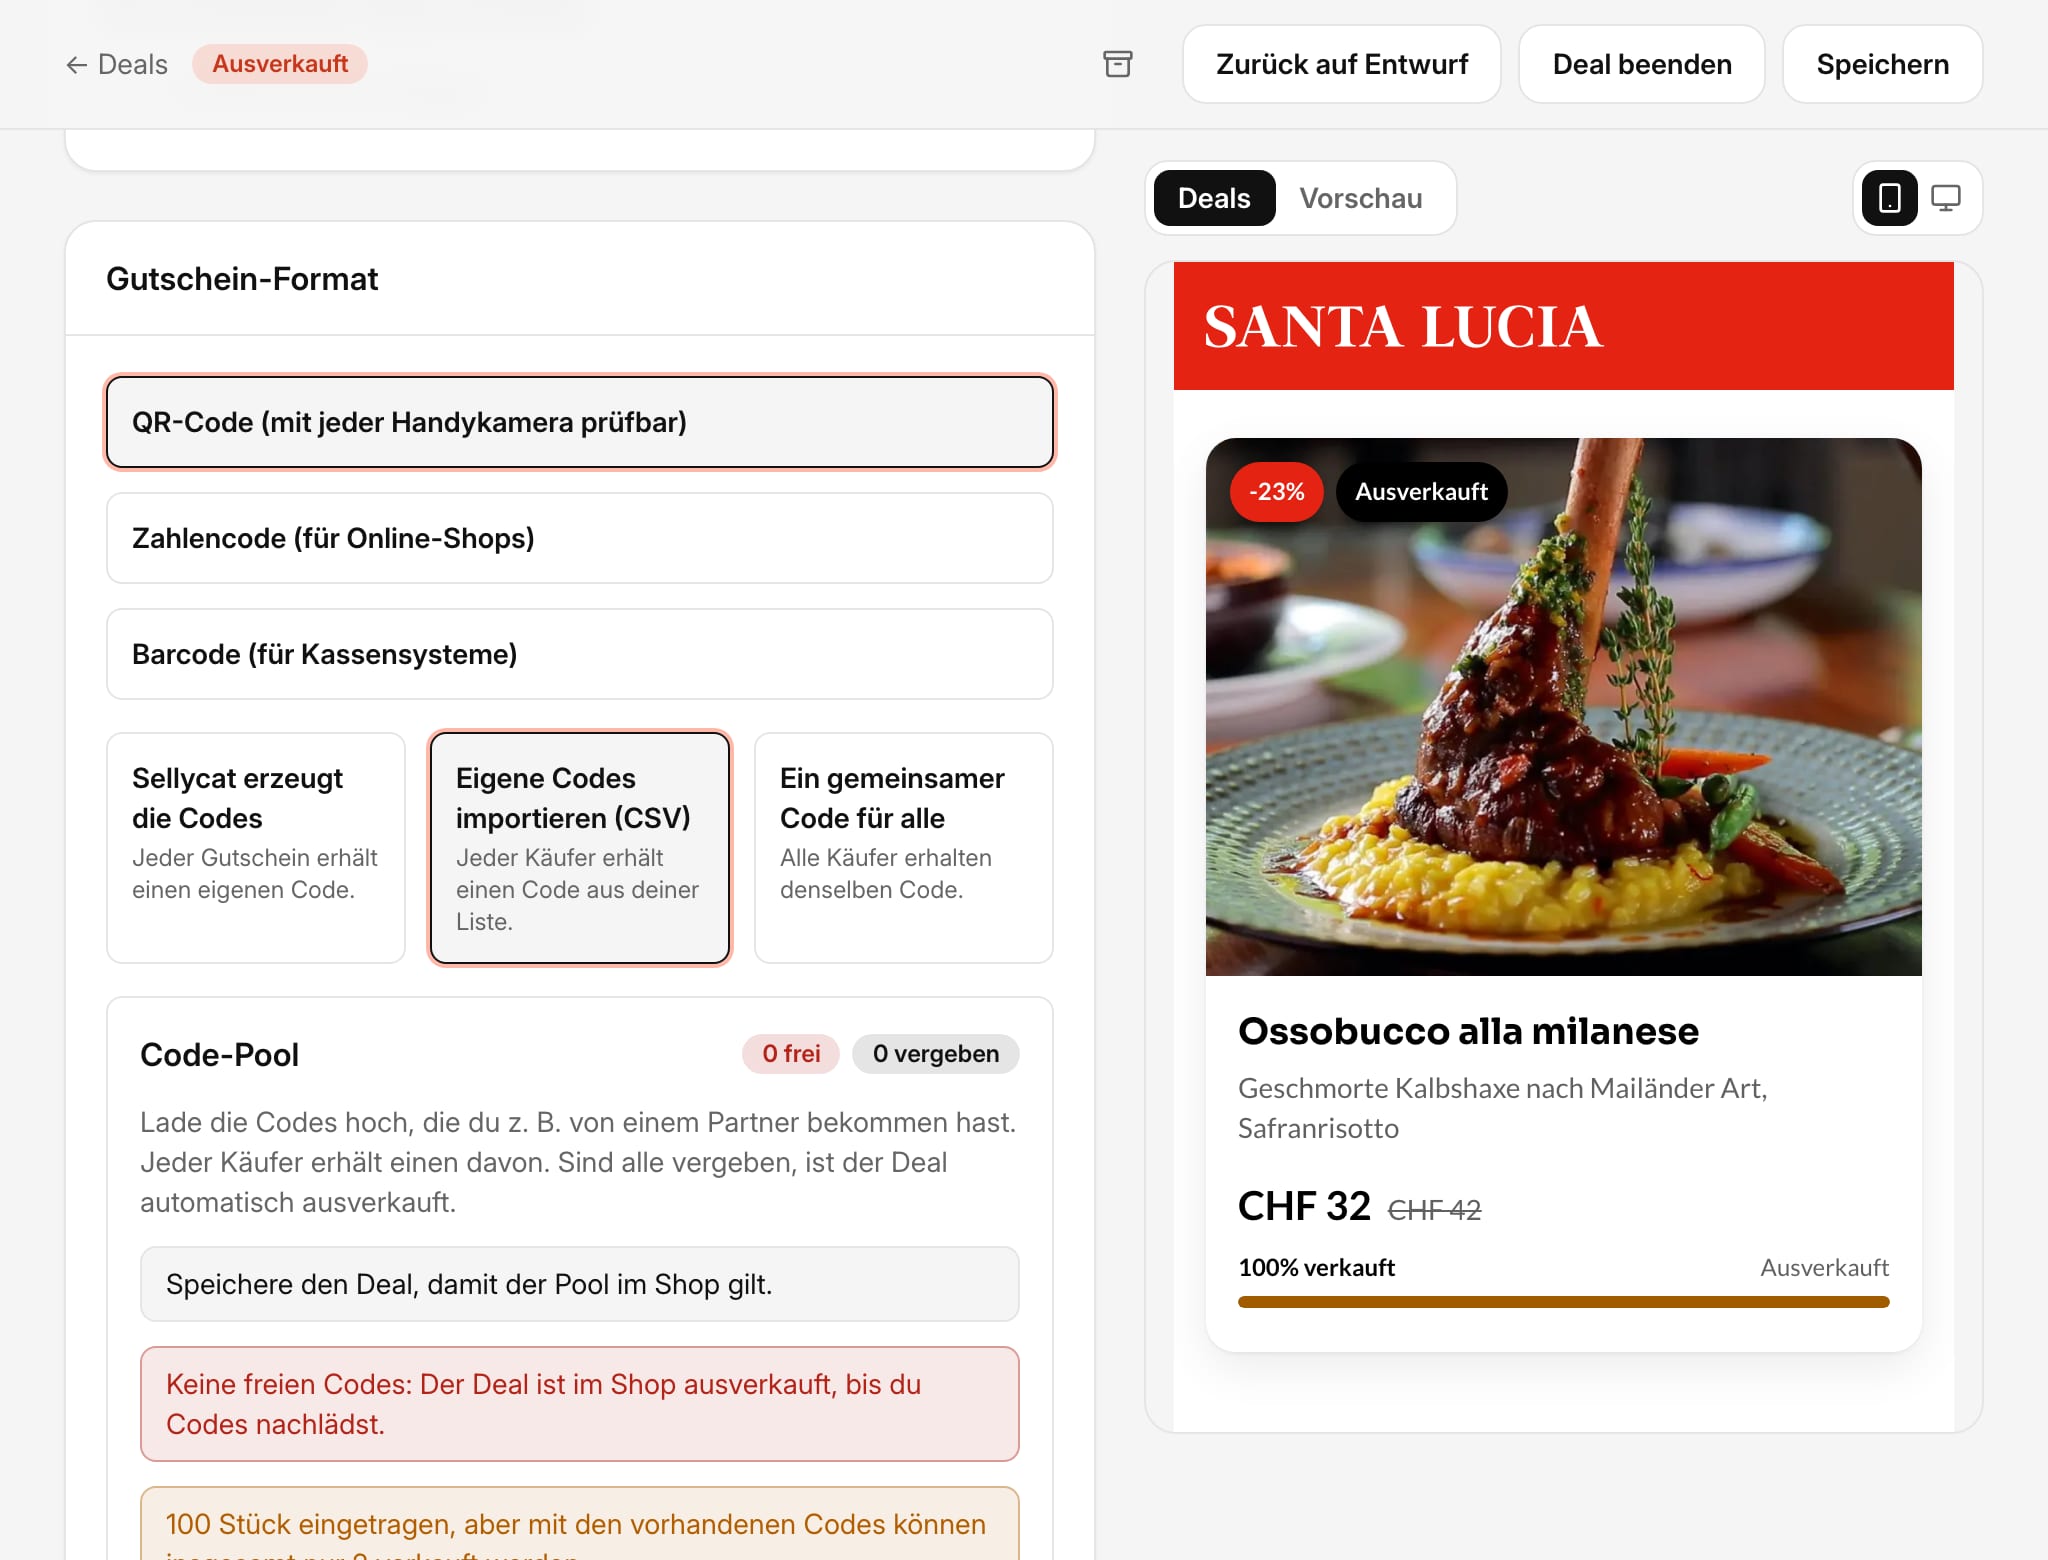 ← Deals
Ausverkauft
Zurück auf Entwurf
Deal beenden
Speichern
Gutschein-Format
QR-Code (mit jeder Handykamera prüfbar)
Zahlencode (für Online-Shops)
Barcode (für Kassensysteme)
Sellycat erzeugt
die Codes
Jeder Gutschein erhält
einen eigenen Code.
Eigene Codes
importieren (CSV)
Jeder Käufer erhält
einen Code aus deiner
Liste.
Ein gemeinsamer
Code für alle
Alle Käufer erhalten
denselben Code.
Code-Pool
0 frei
0 vergeben
Lade die Codes hoch, die du z. B. von einem Partner bekommen hast.
Jeder Käufer erhält einen davon. Sind alle vergeben, ist der Deal
automatisch ausverkauft.
Speichere den Deal, damit der Pool im Shop gilt.
Keine freien Codes: Der Deal ist im Shop ausverkauft, bis du
Codes nachlädst.
100 Stück eingetragen, aber mit den vorhandenen Codes können
Deals
Vorschau
SANTA LUCIA
-23%
Ausverkauft
Ossobucco alla milanese
Geschmorte Kalbshaxe nach Mailänder Art,
Safranrisotto
CHF 32 CHF 42
100% verkauft
Ausverkauft